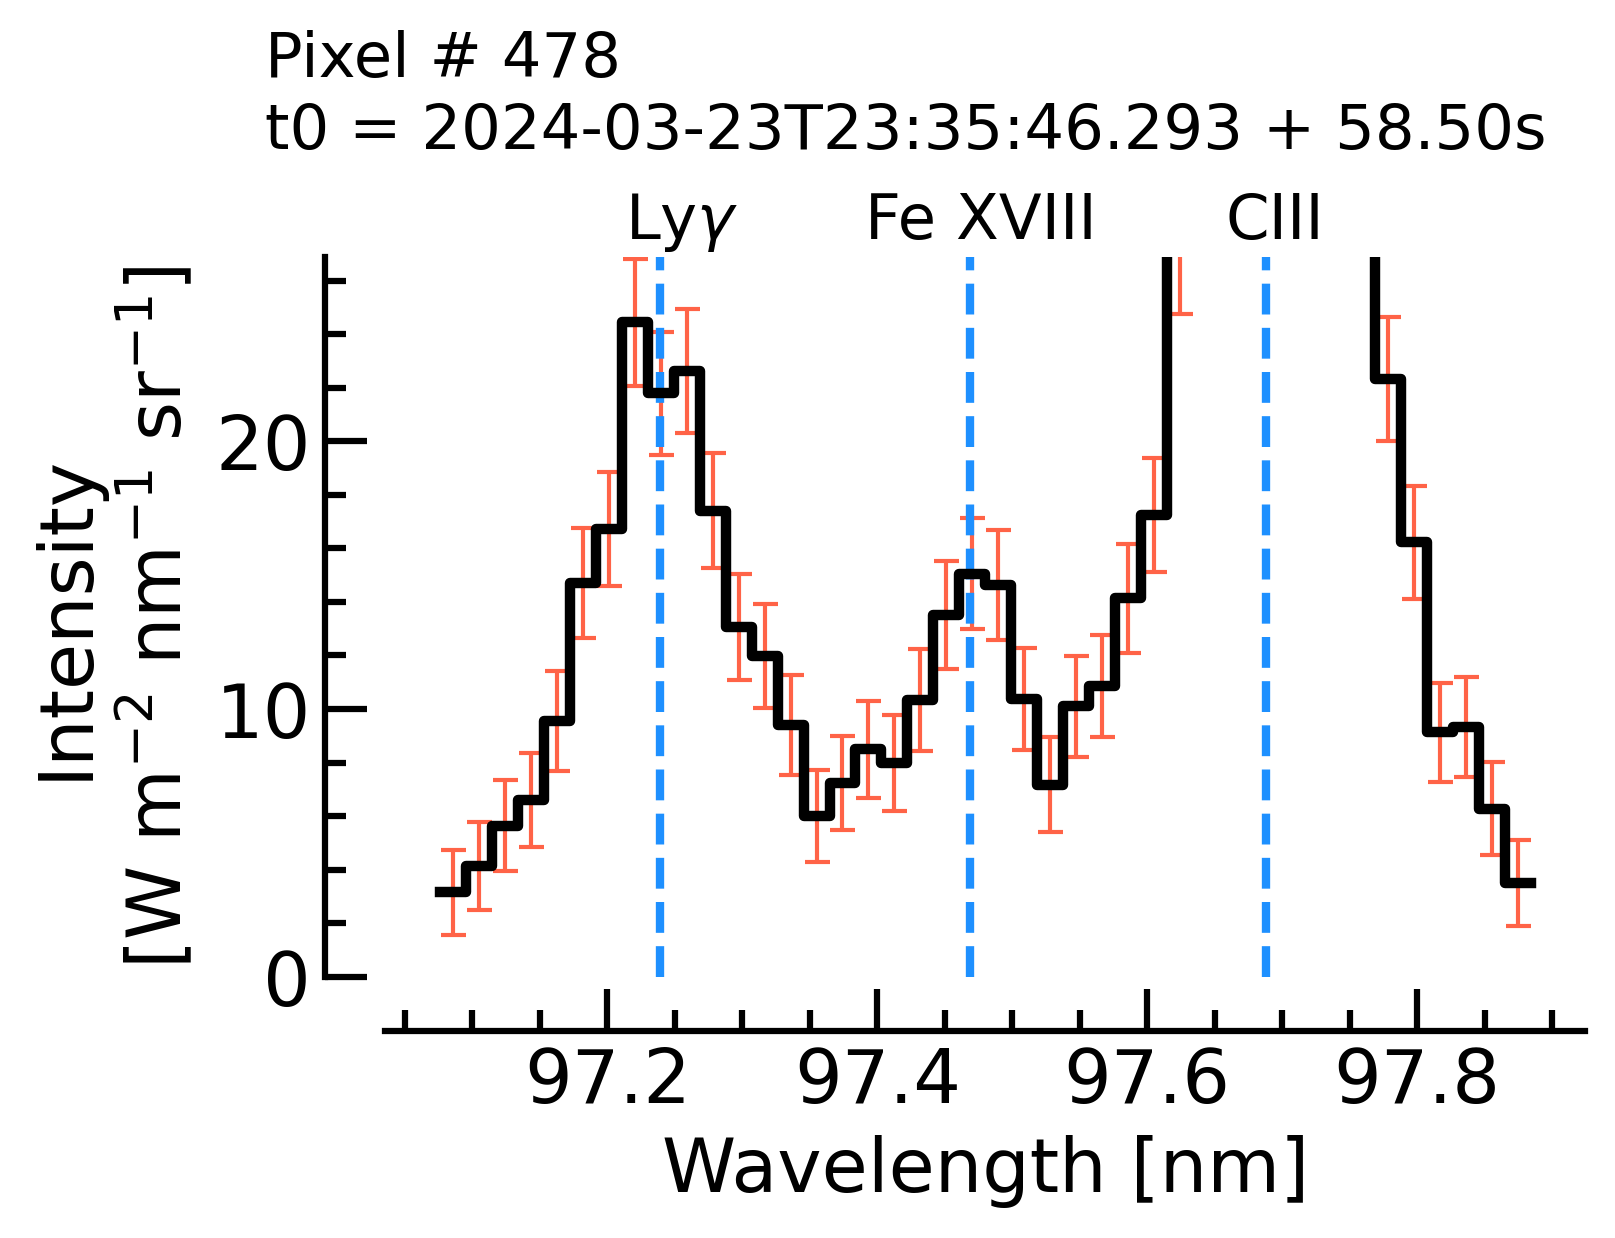 Pixel # 478
t0 = 2024-03-23T23:35:46.293 + 58.50s
Lyγ Fe XVIII CIII
Intensity
[W m⁻² nm⁻¹ sr⁻¹]
20
10
0
97.2 97.4 97.6 97.8
Wavelength [nm]